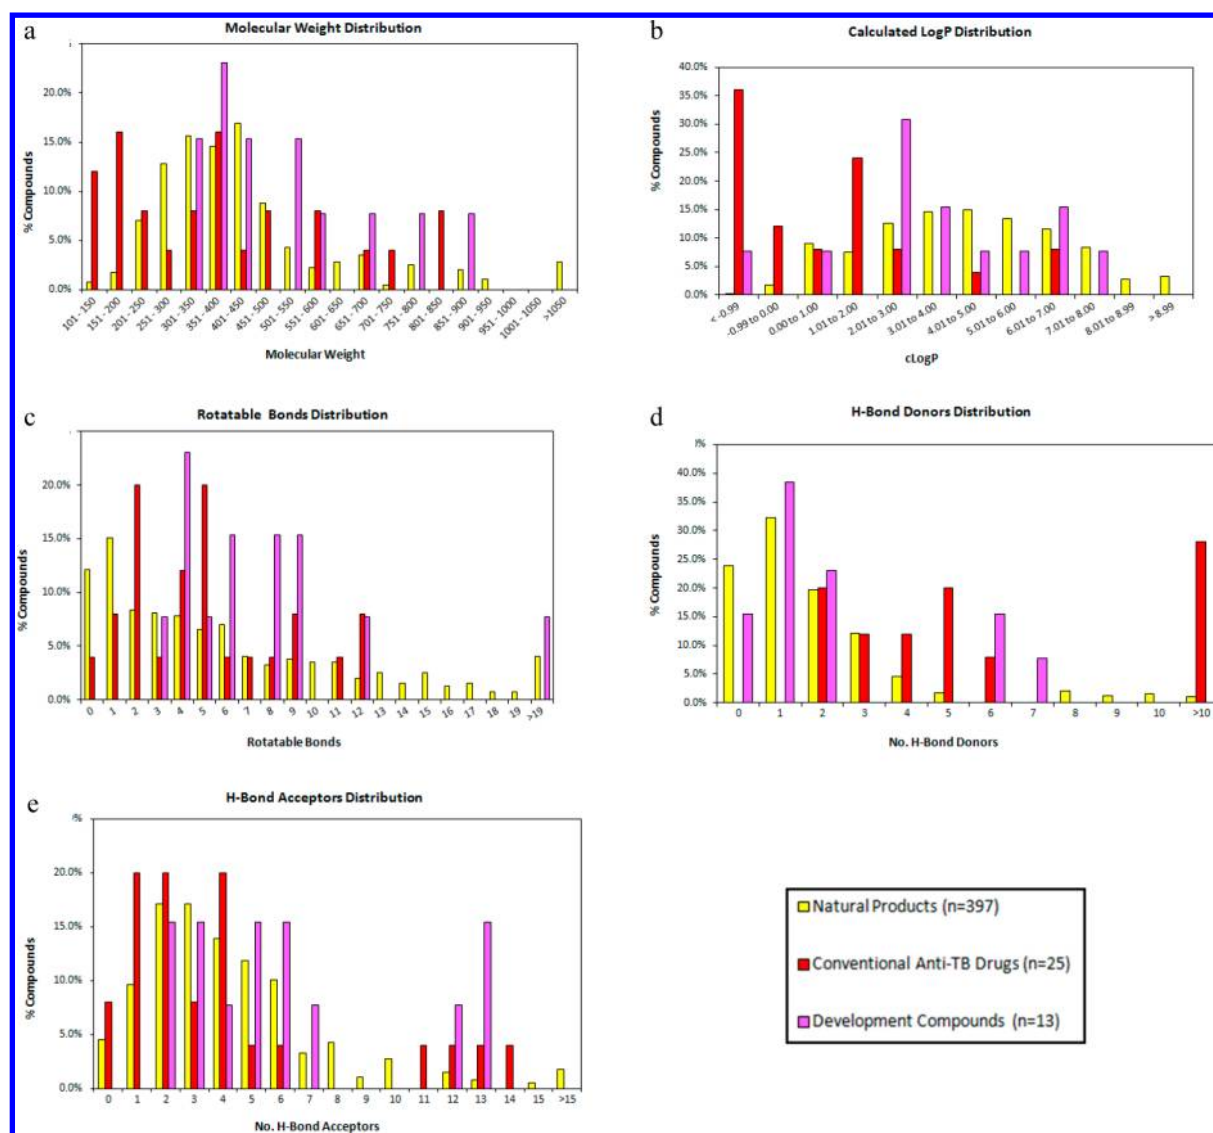 a
Molecular Weight Distribution
% Compounds
20.0%
15.0%
10.0%
5.0%
0.0%
101 - 150
151 - 200
201 - 250
251 - 300
301 - 350
351 - 400
401 - 450
451 - 500
501 - 550
551 - 600
601 - 650
651 - 700
701 - 750
751 - 800
801 - 850
851 - 900
901 - 950
951 - 1000
1001 - 1050
>1050
Molecular Weight
b
Calculated LogP Distribution
% Compounds
40.0%
35.0%
30.0%
25.0%
20.0%
15.0%
10.0%
5.0%
0.0%
< -0.99
-0.99 to 0.00
0.00 to 1.00
1.01 to 2.00
2.01 to 3.00
3.01 to 4.00
4.01 to 5.00
5.01 to 6.00
6.01 to 7.00
7.01 to 8.00
8.01 to 8.99
> 8.99
cLogP
c
Rotatable Bonds Distribution
% Compounds
20.0%
15.0%
10.0%
5.0%
0.0%
0 1 2 3 4 5 6 7 8 9 10 11 12 13 14 15 16 17 18 19 >19
Rotatable Bonds
d
H-Bond Donors Distribution
% Compounds
%
40.0%
35.0%
30.0%
25.0%
20.0%
15.0%
10.0%
5.0%
0.0%
0 1 2 3 4 5 6 7 8 9 10 >10
No. H-Bond Donors
e
H-Bond Acceptors Distribution
% Compounds
%
20.0%
15.0%
10.0%
5.0%
0.0%
0 1 2 3 4 5 6 7 8 9 10 11 12 13 14 15 >15
No. H-Bond Acceptors
Natural Products (n=397)
Conventional Anti-TB Drugs (n=25)
Development Compounds (n=13)